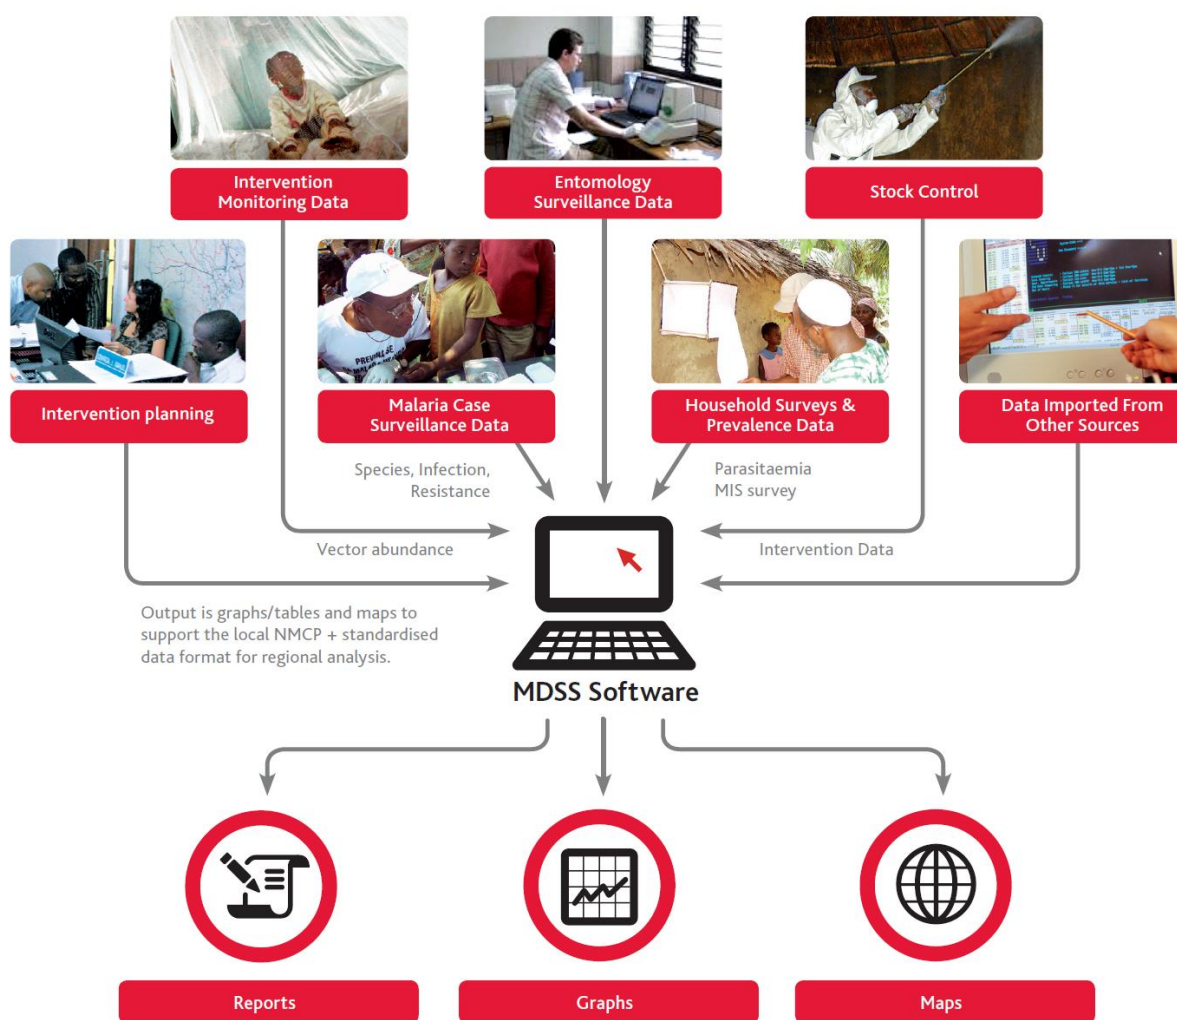 Intervention
Monitoring Data
Entomology
Surveillance Data
Stock Control
Intervention planning
Malaria Case
Surveillance Data
Household Surveys &
Prevalence Data
Data Imported From
Other Sources
Species, Infection,
Resistance
Parasitaemia
MIS survey
Vector abundance
Intervention Data
Output is graphs/tables and maps to
support the local NMCP + standardised
data format for regional analysis.
MDSS Software
Reports
Graphs
Maps